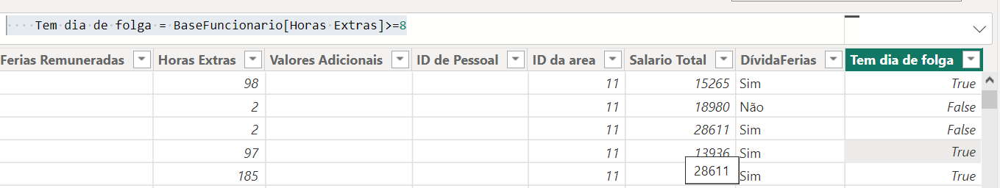 Tem dia de folga = BaseFuncionario[Horas Extras]>=8
Ferias Remuneradas Horas Extras Valores Adicionais ID de Pessoal ID da area Salario Total DívidaFerias Tem dia de folga
98 11 15265 Sim True
2 11 18980 Não False
2 11 28611 Sim False
97 11 13936 Sim True
28611
185 11 Sim True